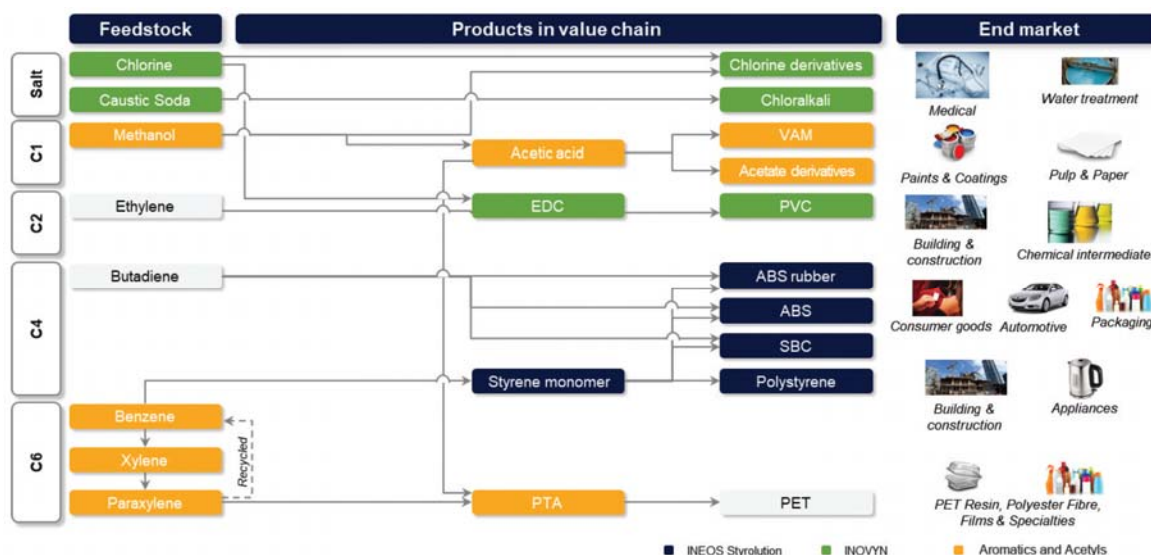 Feedstock
Products in value chain
End market
Salt
Chlorine
Chlorine derivatives
Caustic Soda
Chloralkali
Medical
Water treatment
C1
Methanol
Acetic acid
VAM
Acetate derivatives
Paints & Coatings
Pulp & Paper
C2
Ethylene
EDC
PVC
Building &
construction
Chemical intermediate
C4
Butadiene
ABS rubber
ABS
SBC
Styrene monomer
Polystyrene
Consumer goods
Automotive
Packaging
Building &
construction
Appliances
C6
Benzene
Xylene
Paraxylene
Recycled
PTA
PET
PET Resin, Polyester Fibre,
Films & Specialties
INEOS Styrolution
INOVYN
Aromatics and Acetyls